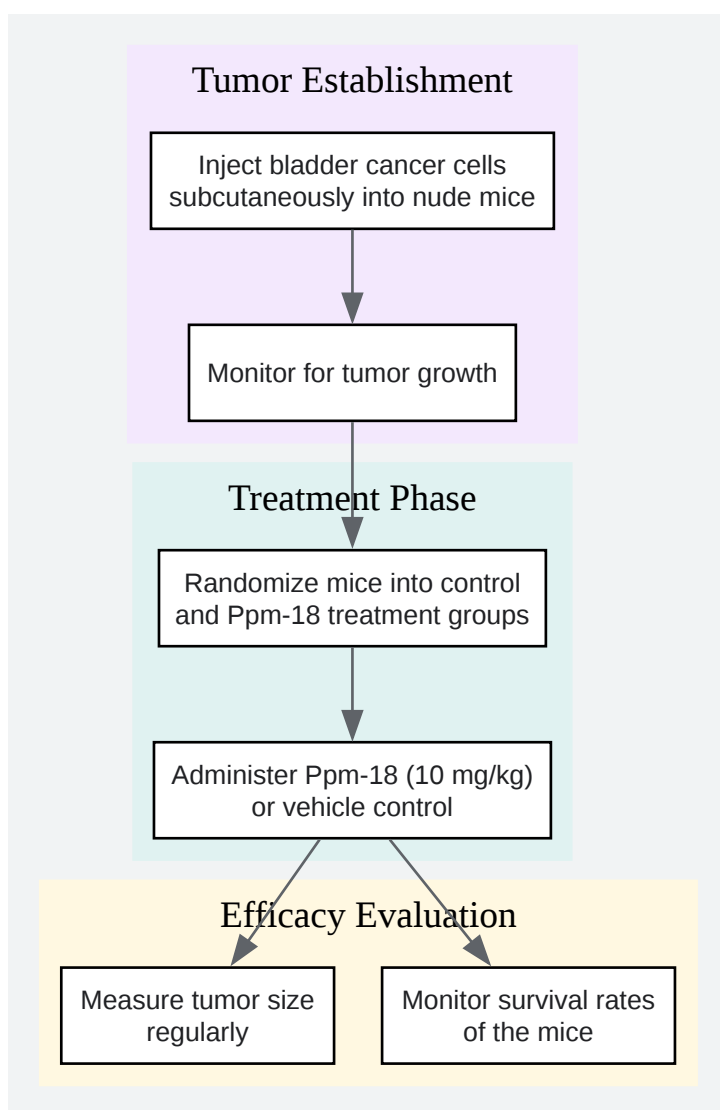 Tumor Establishment
Inject bladder cancer cells
subcutaneously into nude mice
Monitor for tumor growth
Treatment Phase
Randomize mice into control
and Ppm-18 treatment groups
Administer Ppm-18 (10 mg/kg)
or vehicle control
Efficacy Evaluation
Measure tumor size
regularly
Monitor survival rates
of the mice